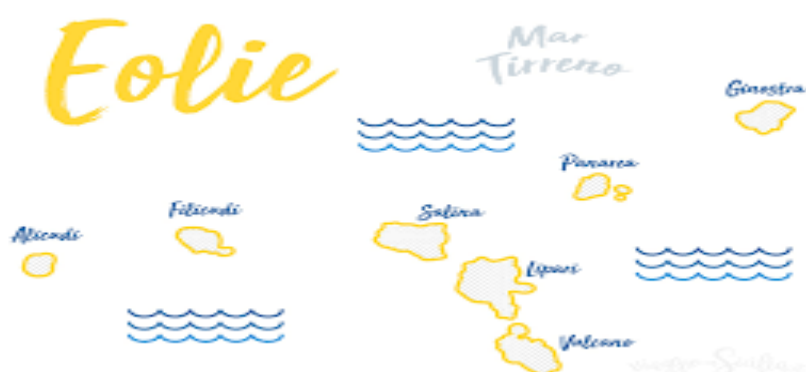 Eolie
Mar
Tirreno
Ginostra
Panarea
Filicudi
Salina
Alicudi
Lipari
Vulcano